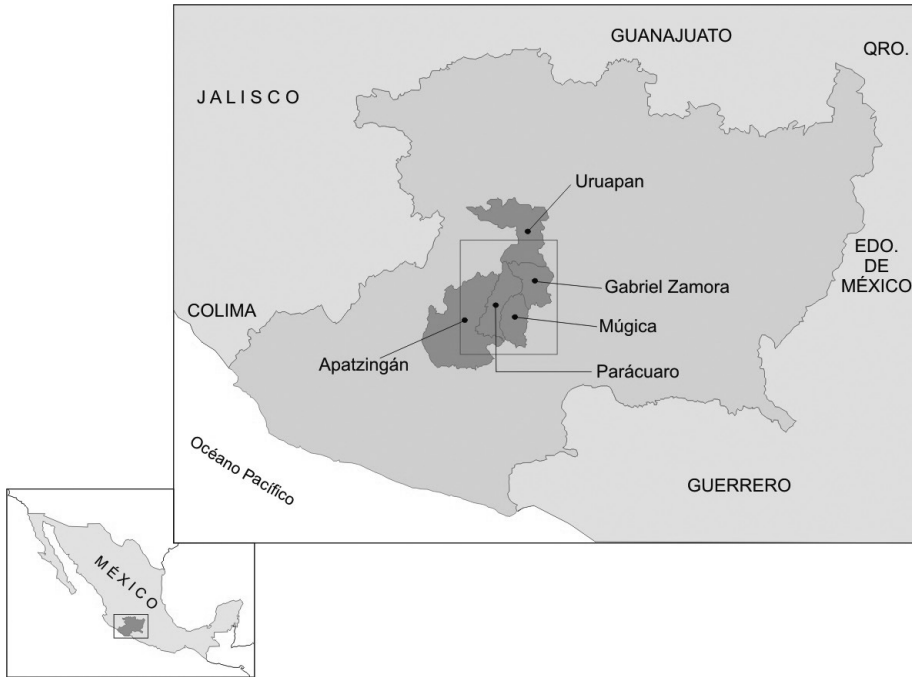 GUANAJUATO
QRO.
JALISCO
Uruapan
EDO.
DE
MÉXICO
Gabriel Zamora
COLIMA
Múgica
Apatzingán
Parácuaro
Océano Pacífico
GUERRERO
MÉXICO